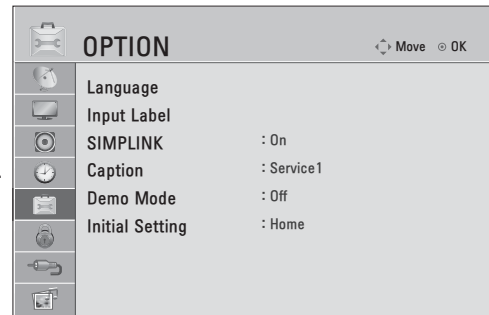 OPTION
Move OK
Language
Input Label
SIMPLINK : On
Caption : Service1
Demo Mode : Off
Initial Setting : Home